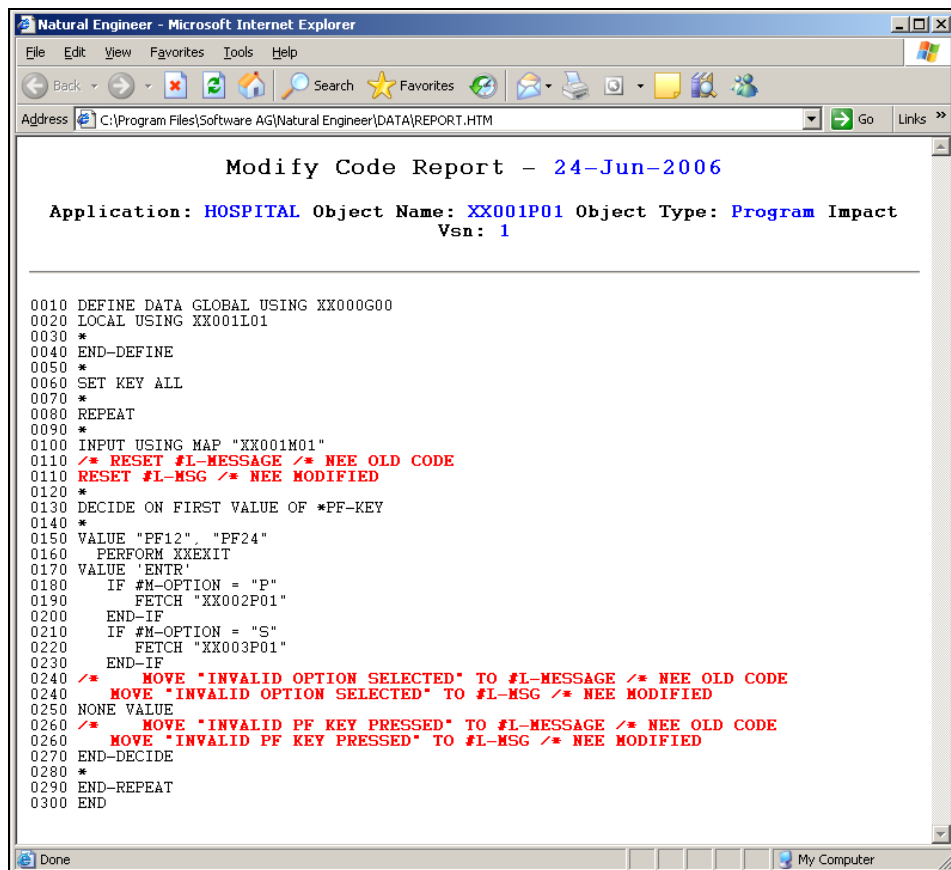 Natural Engineer - Microsoft Internet Explorer
File Edit View Favorites Tools Help
Back Search Favorites
Address C:\Program Files\Software AG\Natural Engineer\DATA\REPORT.HTM Go Links »
Modify Code Report – 24-Jun-2006
Application: HOSPITAL Object Name: XX001P01 Object Type: Program Impact
Vsn: 1
0010 DEFINE DATA GLOBAL USING XX000G00
0020 LOCAL USING XX001L01
0030 *
0040 END-DEFINE
0050 *
0060 SET KEY ALL
0070 *
0080 REPEAT
0090 *
0100 INPUT USING MAP "XX001M01"
0110 /* RESET #L-MESSAGE /* NEE OLD CODE
0110 RESET #L-MSG /* NEE MODIFIED
0120 *
0130 DECIDE ON FIRST VALUE OF *PF-KEY
0140 *
0150 VALUE "PF12", "PF24"
0160   PERFORM XXEXIT
0170 VALUE 'ENTR'
0180    IF #M-OPTION = "P"
0190       FETCH "XX002P01"
0200    END-IF
0210    IF #M-OPTION = "S"
0220       FETCH "XX003P01"
0230    END-IF
0240 /*    MOVE "INVALID OPTION SELECTED" TO #L-MESSAGE /* NEE OLD CODE
0240    MOVE "INVALID OPTION SELECTED" TO #L-MSG /* NEE MODIFIED
0250 NONE VALUE
0260 /*    MOVE "INVALID PF KEY PRESSED" TO #L-MESSAGE /* NEE OLD CODE
0260    MOVE "INVALID PF KEY PRESSED" TO #L-MSG /* NEE MODIFIED
0270 END-DECIDE
0280 *
0290 END-REPEAT
0300 END
Done My Computer